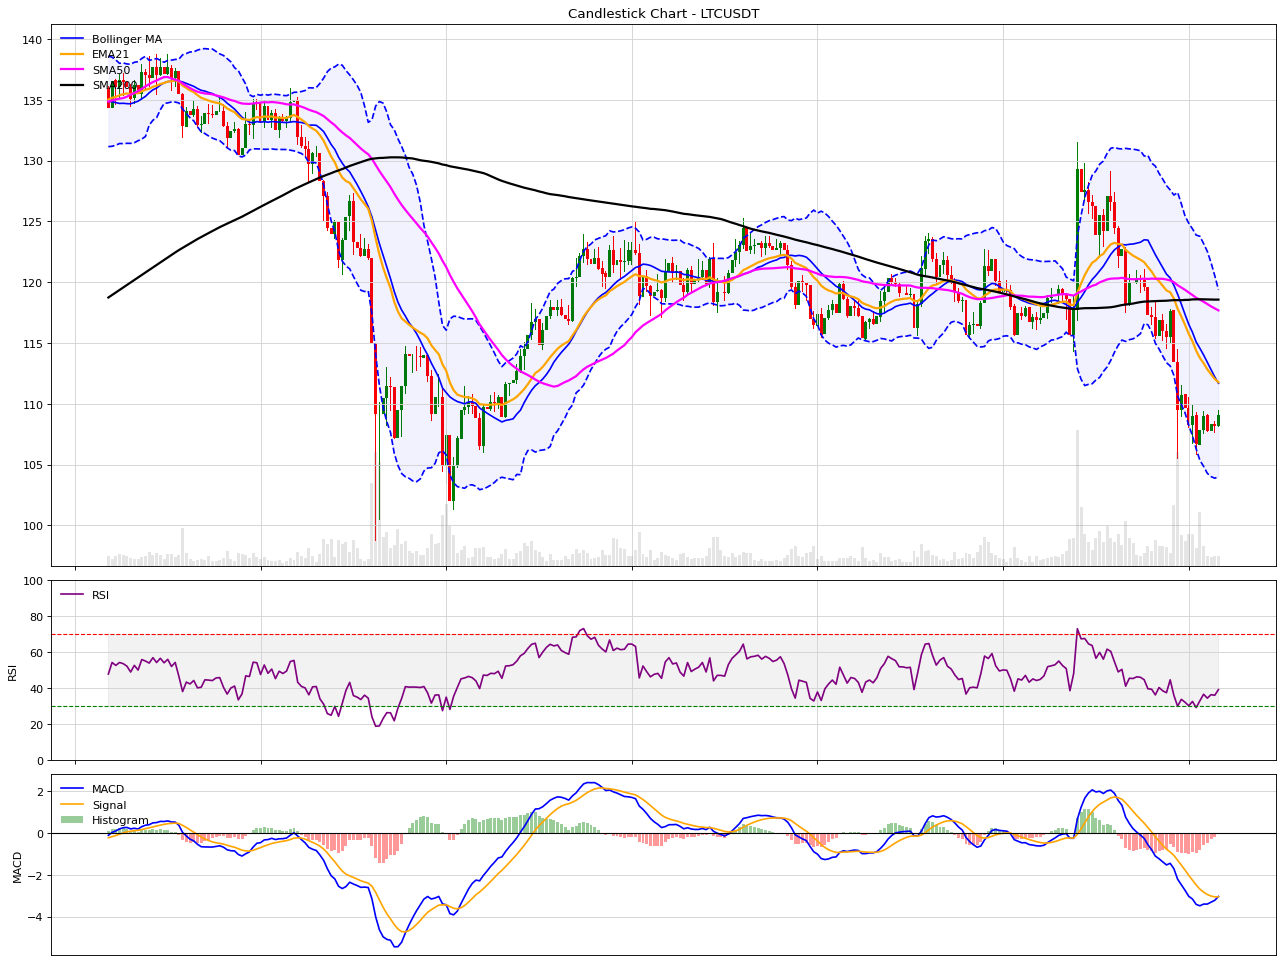 Candlestick Chart - LTCUSDT
Bollinger MA
EMA21
SMA50
SMA200
140
135
130
125
120
115
110
105
100
RSI
100
80
60
40
20
0
RSI
MACD
Signal
Histogram
2
0
−2
−4
MACD